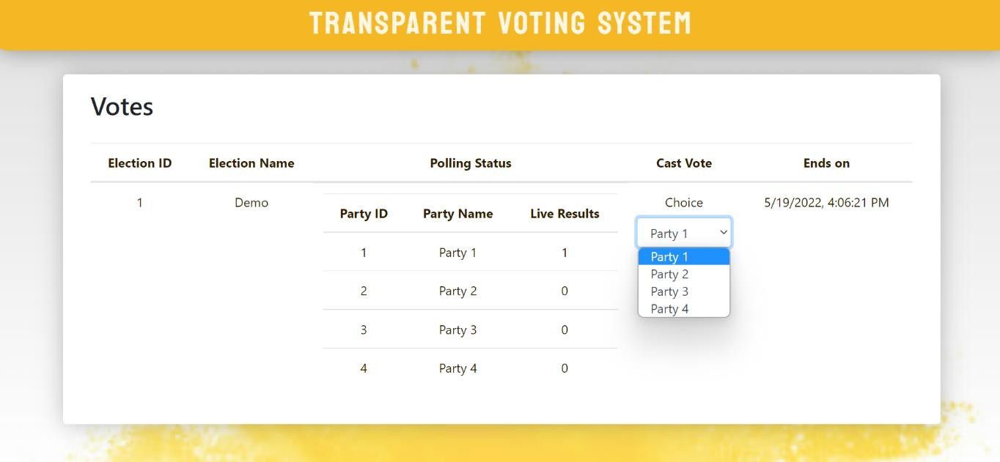 TRANSPARENT VOTING SYSTEM
Votes
Election ID Election Name Polling Status Cast Vote Ends on
1 Demo Choice 5/19/2022, 4:06:21 PM
Party ID Party Name Live Results
Party 1
1 Party 1 1
2 Party 2 0
3 Party 3 0
4 Party 4 0
Party 1
Party 2
Party 3
Party 4